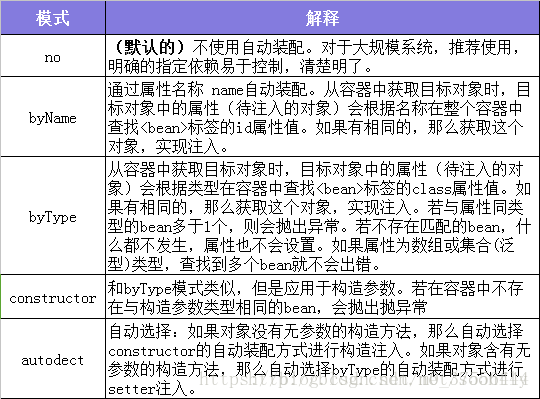 模式 解释
no
(默认的)不使用自动装配。对于大规模系统，推荐使用，
明确的指定依赖易于控制，清楚明了。
byName
通过属性名称 name自动装配。从容器中获取目标对象时，目
标对象中的属性（待注入的对象）会根据名称在整个容器中
查找<bean>标签的id属性值。如果有相同的，那么获取这个
对象，实现注入。
byType
从容器中获取目标对象时，目标对象中的属性（待注入的对
象）会根据类型在容器中查找<bean>标签的class属性值。如
果有相同的，那么获取这个对象，实现注入。若与属性同类
型的bean多于1个，则会抛出异常。若不存在匹配的bean，什
么都不发生，属性也不会设置。如果属性为数组或集合(泛
型)类型，查找到多个bean就不会出错。
constructor
和byType模式类似，但是应用于构造参数。若在容器中不存
在与构造参数类型相同的bean，会抛出抛异常
autodect
自动选择：如果对象没有无参数的构造方法，那么自动选择
constructor的自动装配方式进行构造注入。如果对象含有无
参数的构造方法，那么自动选择byType的自动装配方式进行
setter注入。